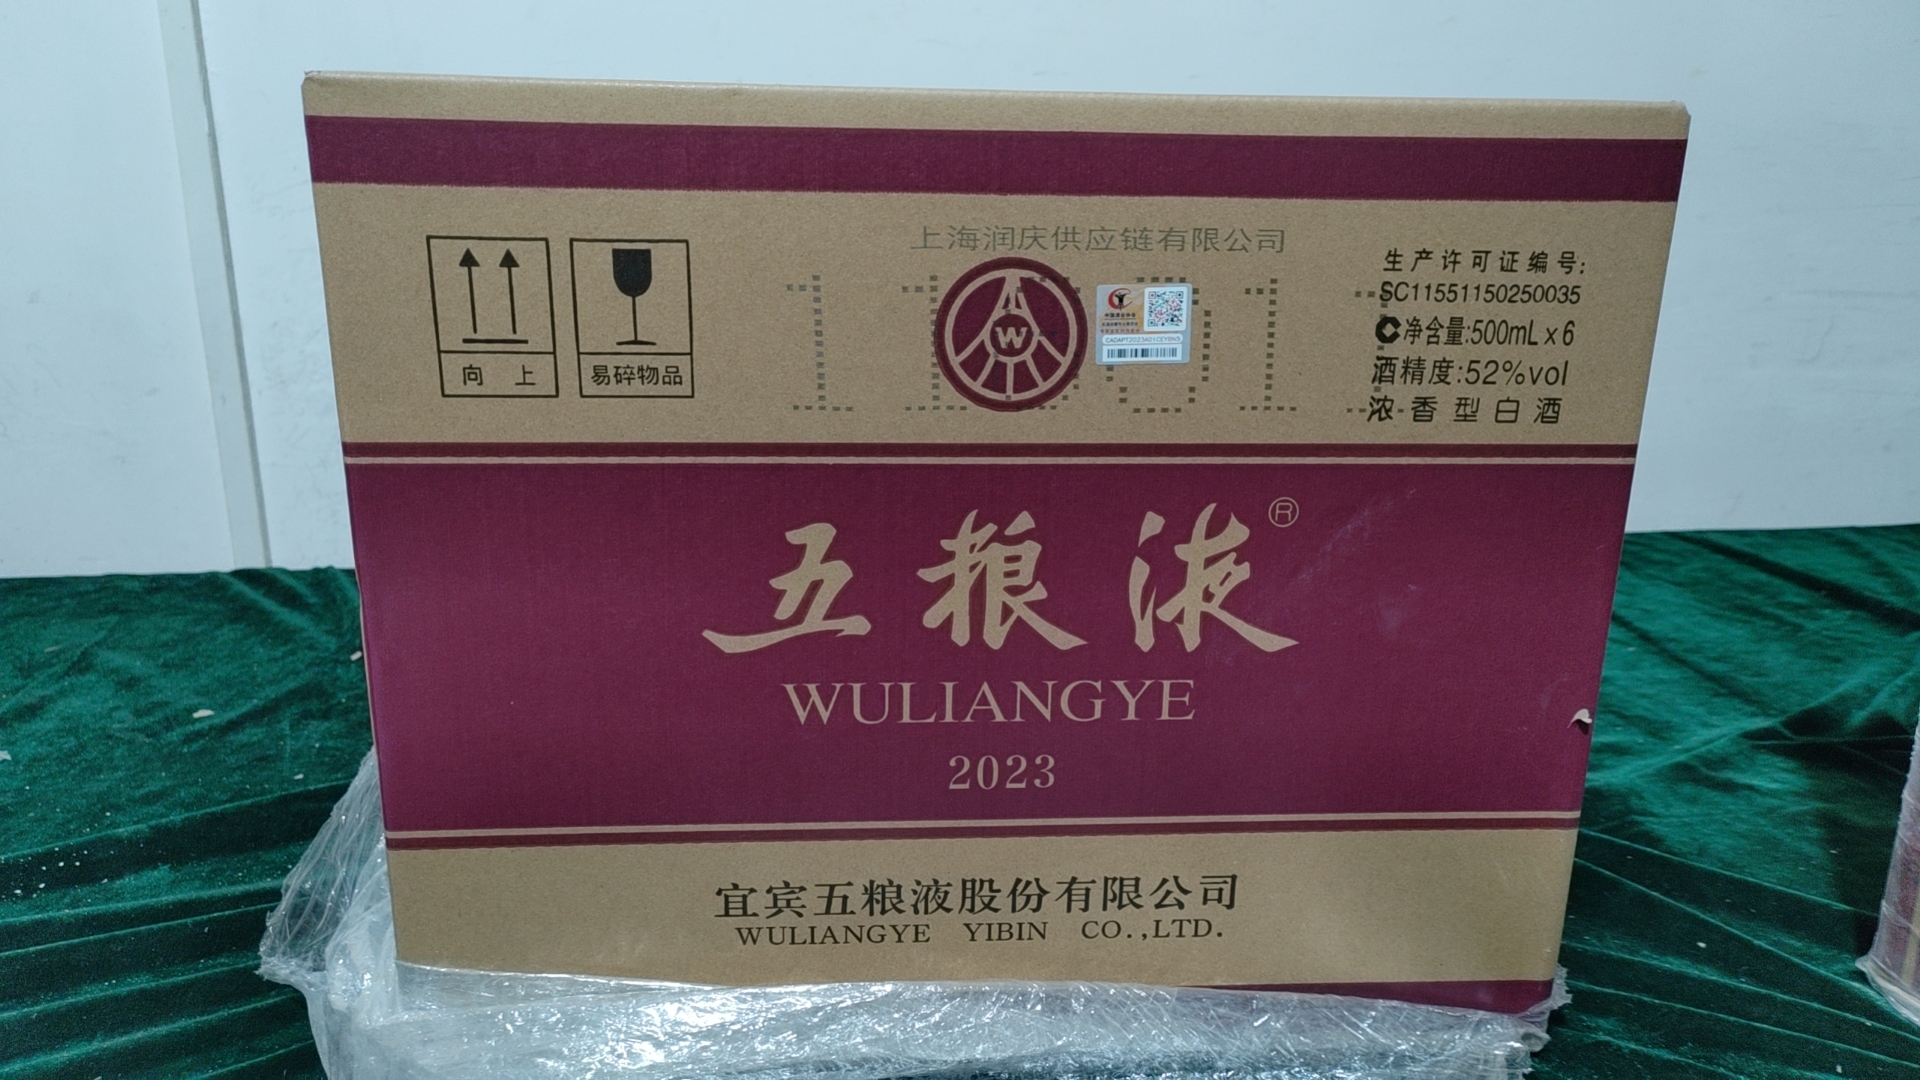 上海润庆供应链有限公司
向 上
易碎物品
W
生产许可证编号:
SC11551150250035
净含量:500mL x 6
酒精度:52%vol
浓香型白酒
五粮液®
WULIANGYE
2023
宜宾五粮液股份有限公司
WULIANGYE YIBIN CO.,LTD.